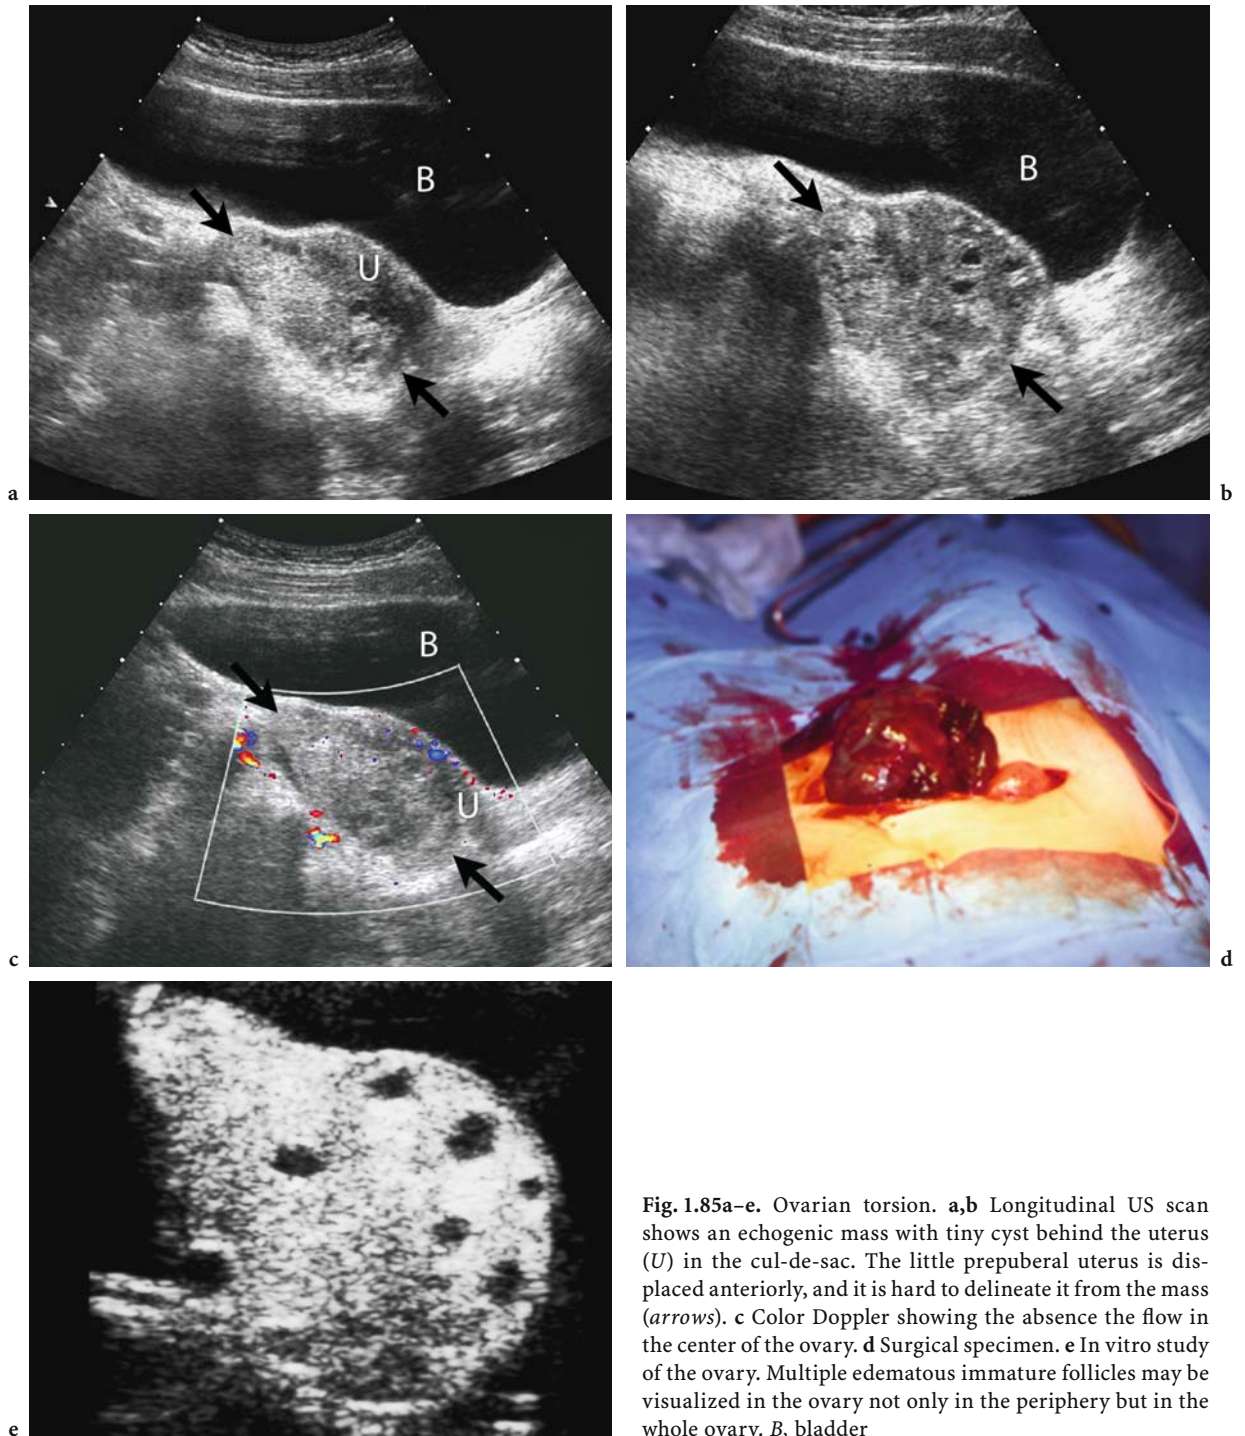 B
U
a
B
b
B
U
c
d
e
Fig. 1.85a–e. Ovarian torsion. a,b Longitudinal US scan
shows an echogenic mass with tiny cyst behind the uterus
(U) in the cul-de-sac. The little prepuberal uterus is dis-
placed anteriorly, and it is hard to delineate it from the mass
(arrows). c Color Doppler showing the absence the flow in
the center of the ovary. d Surgical specimen. e In vitro study
of the ovary. Multiple edematous immature follicles may be
visualized in the ovary not only in the periphery but in the
whole ovary. B, bladder